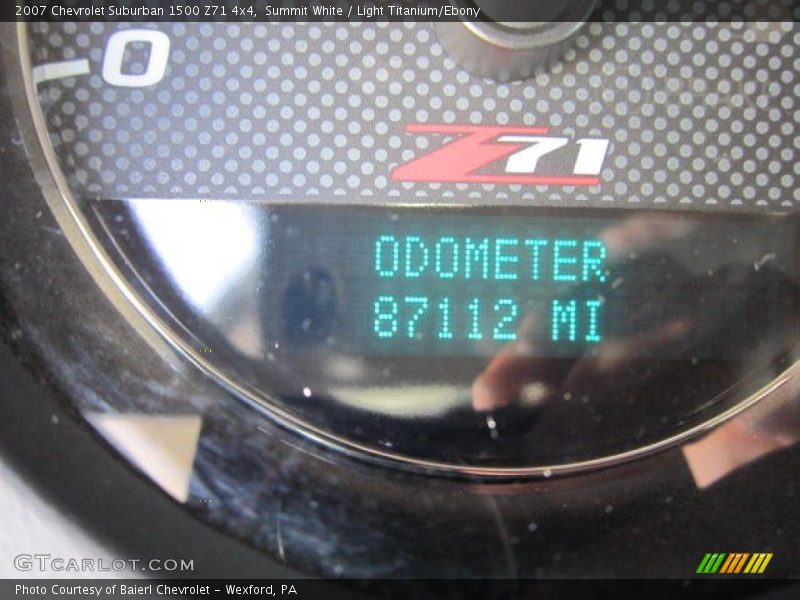 2007 Chevrolet Suburban 1500 Z71 4x4, Summit White / Light Titanium/Ebony
0
Z71
ODOMETER
87112 MI
GTCARLOT.COM
Photo Courtesy of Baierl Chevrolet - Wexford, PA